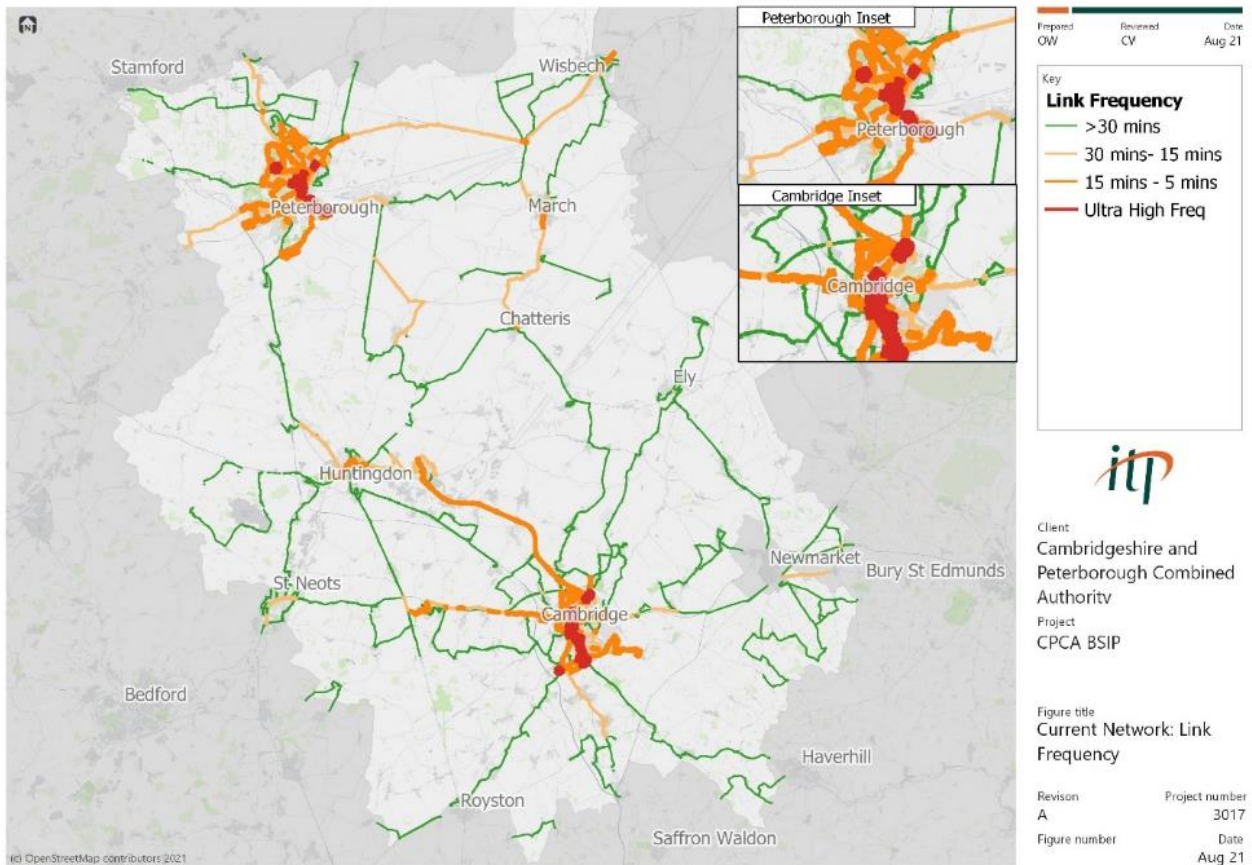 N
Stamford
Wisbech
Peterborough
March
Chatteris
Ely
Huntingdon
Newmarket
Bury St Edmunds
St Neots
Cambridge
Bedford
Haverhill
Royston
Saffron Waldon
(c) OpenStreetMap contributors 2021
Peterborough Inset
Peterborough
Cambridge Inset
Cambridge
Prepared Reviewed Date
OW CV Aug 21
Key
Link Frequency
>30 mins
30 mins- 15 mins
15 mins - 5 mins
Ultra High Freq
itp
Client
Cambridgeshire and
Peterborough Combined
Authority
Project
CPCA BSIP
Figure title
Current Network: Link
Frequency
Revison Project number
A 3017
Figure number Date
Aug 21